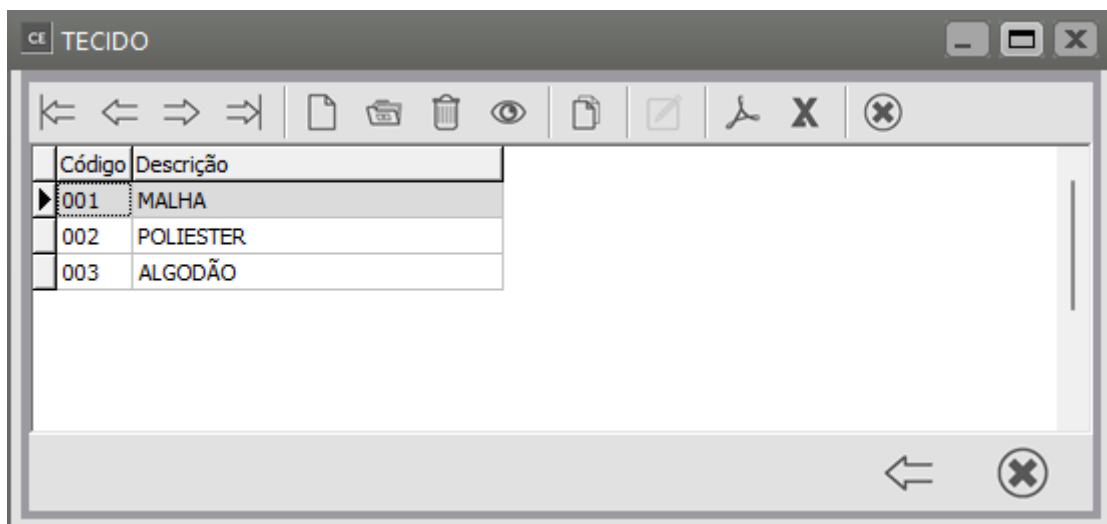 CE TECIDO
Código Descrição
001 MALHA
002 POLIESTER
003 ALGODÃO